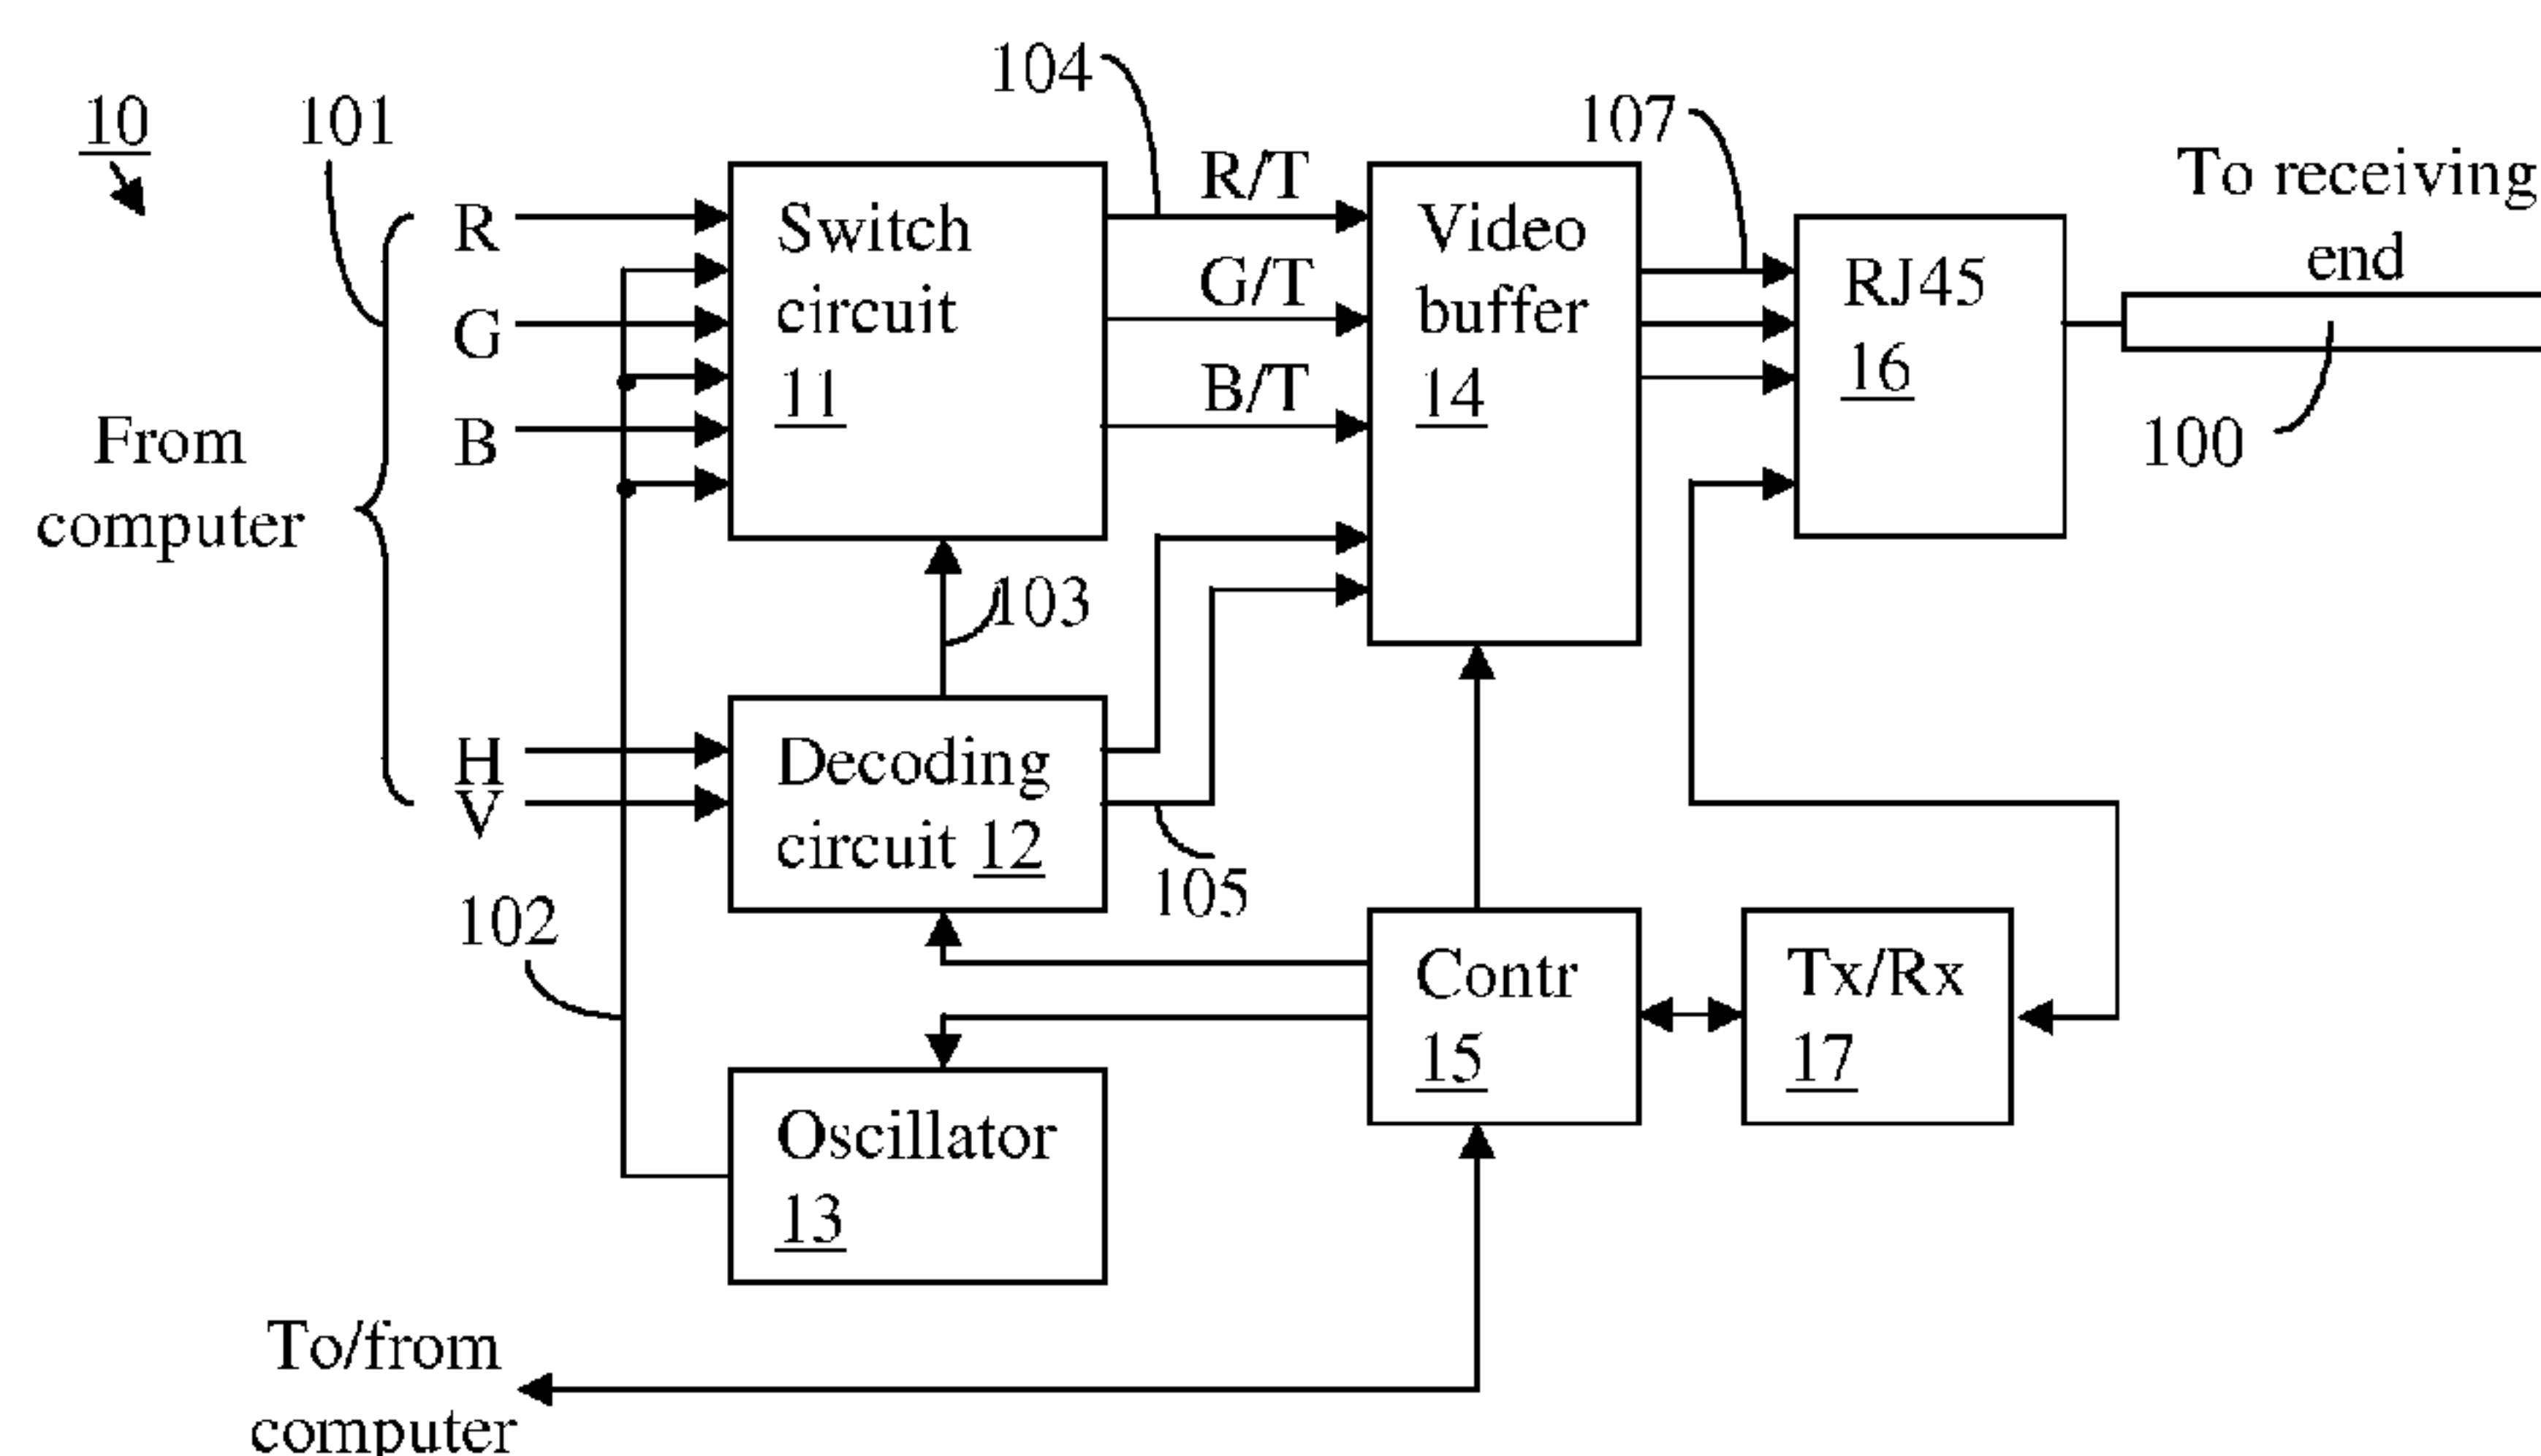 10
101
104
107
To receiving
end
R
G
B
H
V
From
computer
Switch
circuit
11
R/T
G/T
B/T
Video
buffer
14
RJ45
16
100
103
Decoding
circuit 12
105
102
Contr
15
Tx/Rx
17
Oscillator
13
To/from
computer